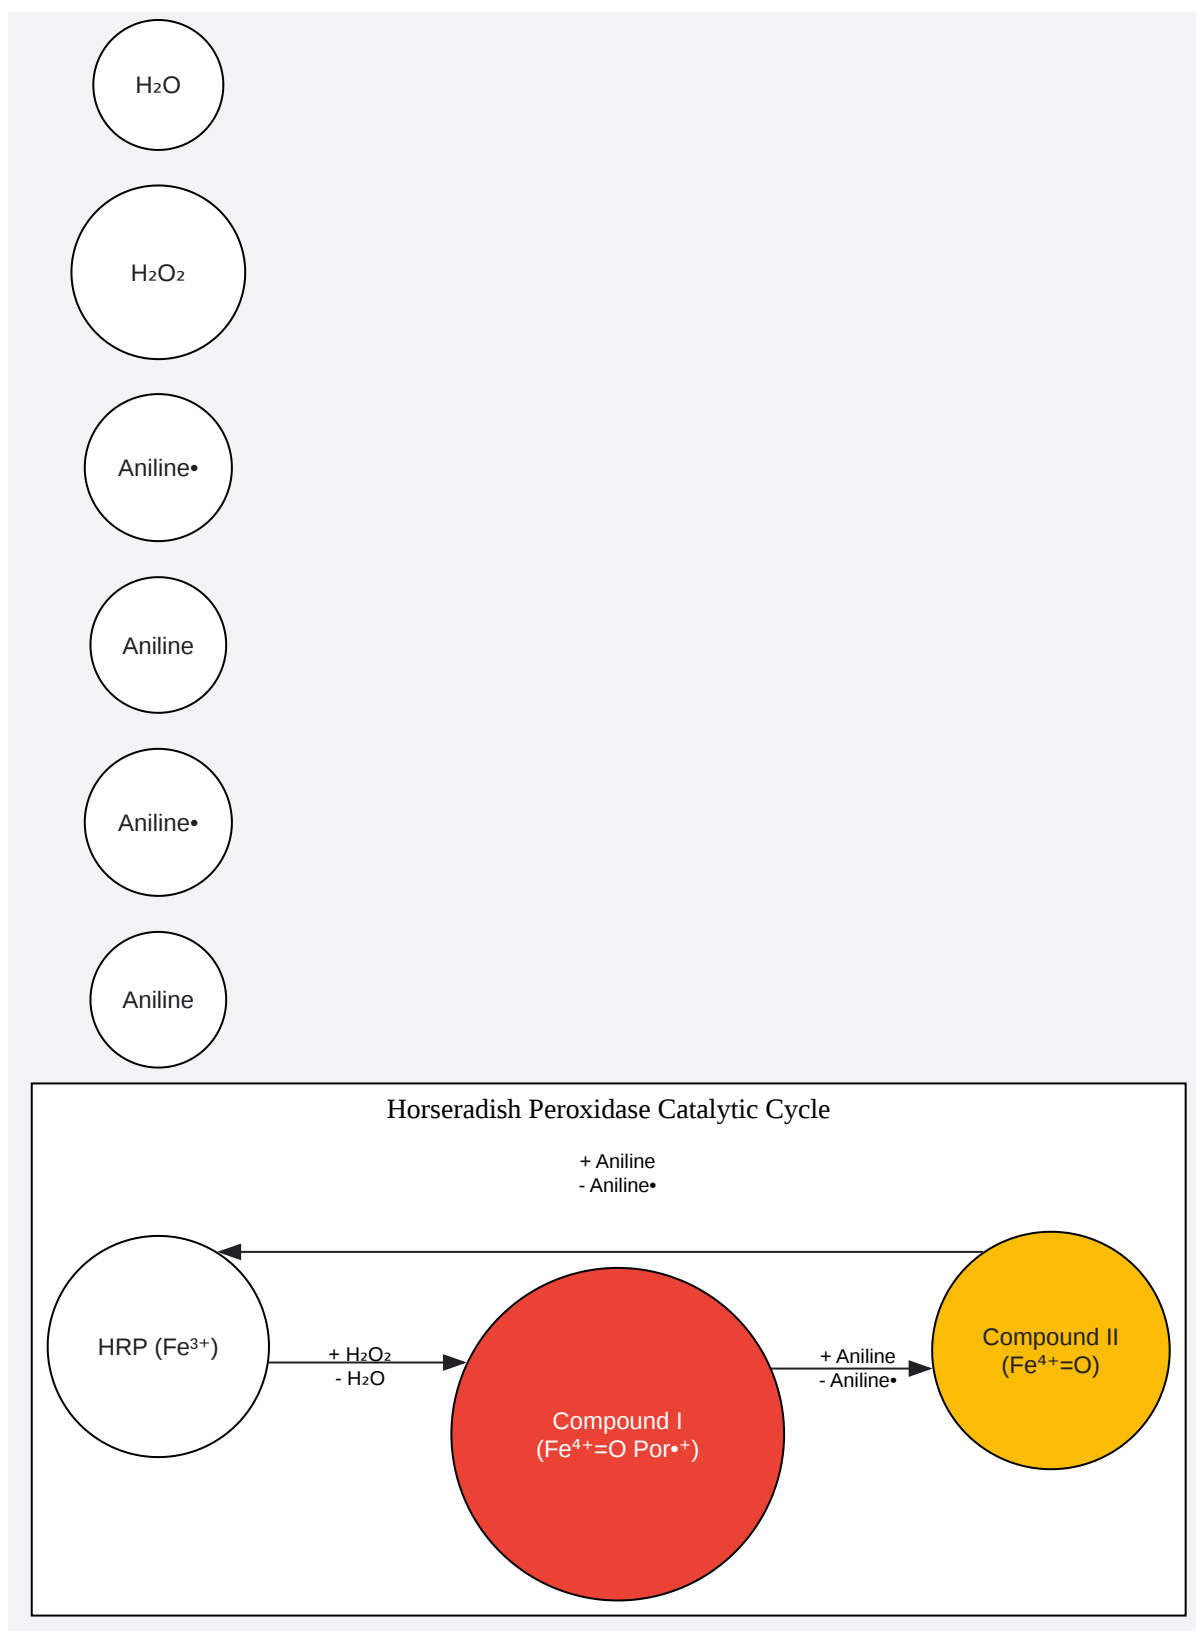 H₂O
H₂O₂
Aniline•
Aniline
Aniline•
Aniline
Horseradish Peroxidase Catalytic Cycle
+ Aniline
- Aniline•
HRP (Fe³⁺)
+ H₂O₂
- H₂O
Compound I
(Fe⁴⁺=O Por•⁺)
+ Aniline
- Aniline•
Compound II
(Fe⁴⁺=O)